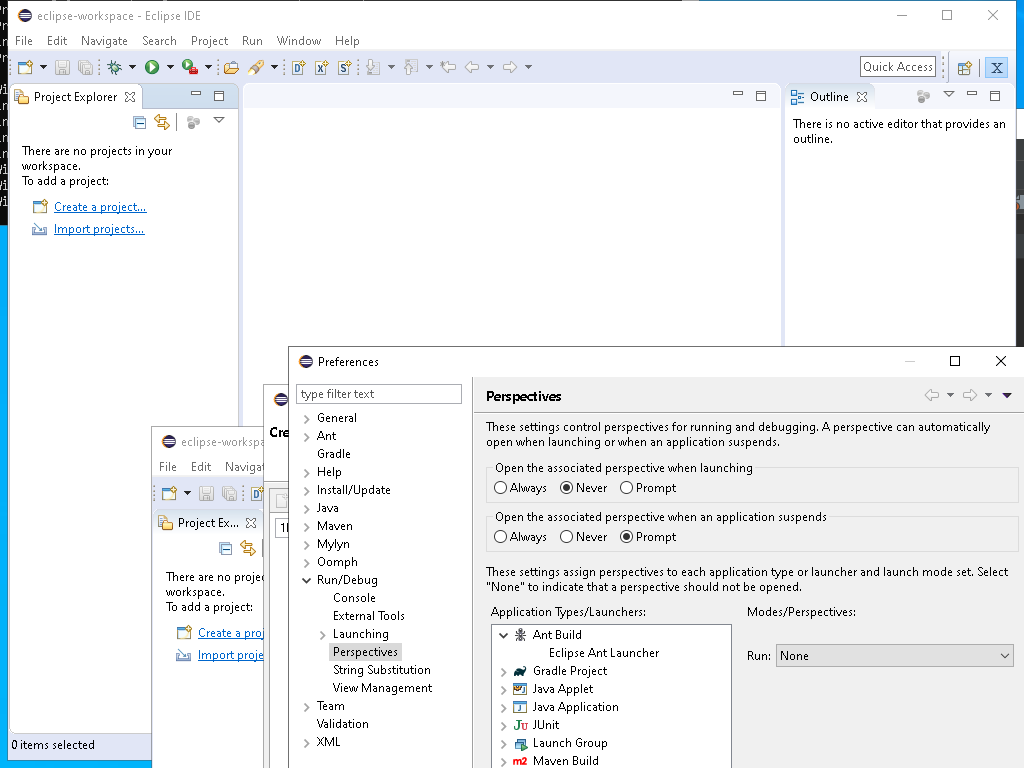 eclipse-workspace - Eclipse IDE
File Edit Navigate Search Project Run Window Help
Quick Access
Project Explorer
There are no projects in your
workspace.
To add a project:
Create a project...
Import projects...
Outline
There is no active editor that provides an
outline.
0 items selected
eclipse-workspa
File Edit Navigat
Project Ex...
There are no projec
workspace.
To add a project:
Create a proj
Import proje
Cre
Preferences
type filter text
General
Ant
Gradle
Help
Install/Update
Java
Maven
Mylyn
Oomph
Run/Debug
Console
External Tools
Launching
Perspectives
String Substitution
View Management
Team
Validation
XML
Perspectives
These settings control perspectives for running and debugging. A perspective can automatically
open when launching or when an application suspends.
Open the associated perspective when launching
Always Never Prompt
Open the associated perspective when an application suspends
Always Never Prompt
These settings assign perspectives to each application type or launcher and launch mode set. Select
"None" to indicate that a perspective should not be opened.
Application Types/Launchers:
Ant Build
Eclipse Ant Launcher
Gradle Project
Java Applet
Java Application
JUnit
Launch Group
Maven Build
Modes/Perspectives:
Run: None